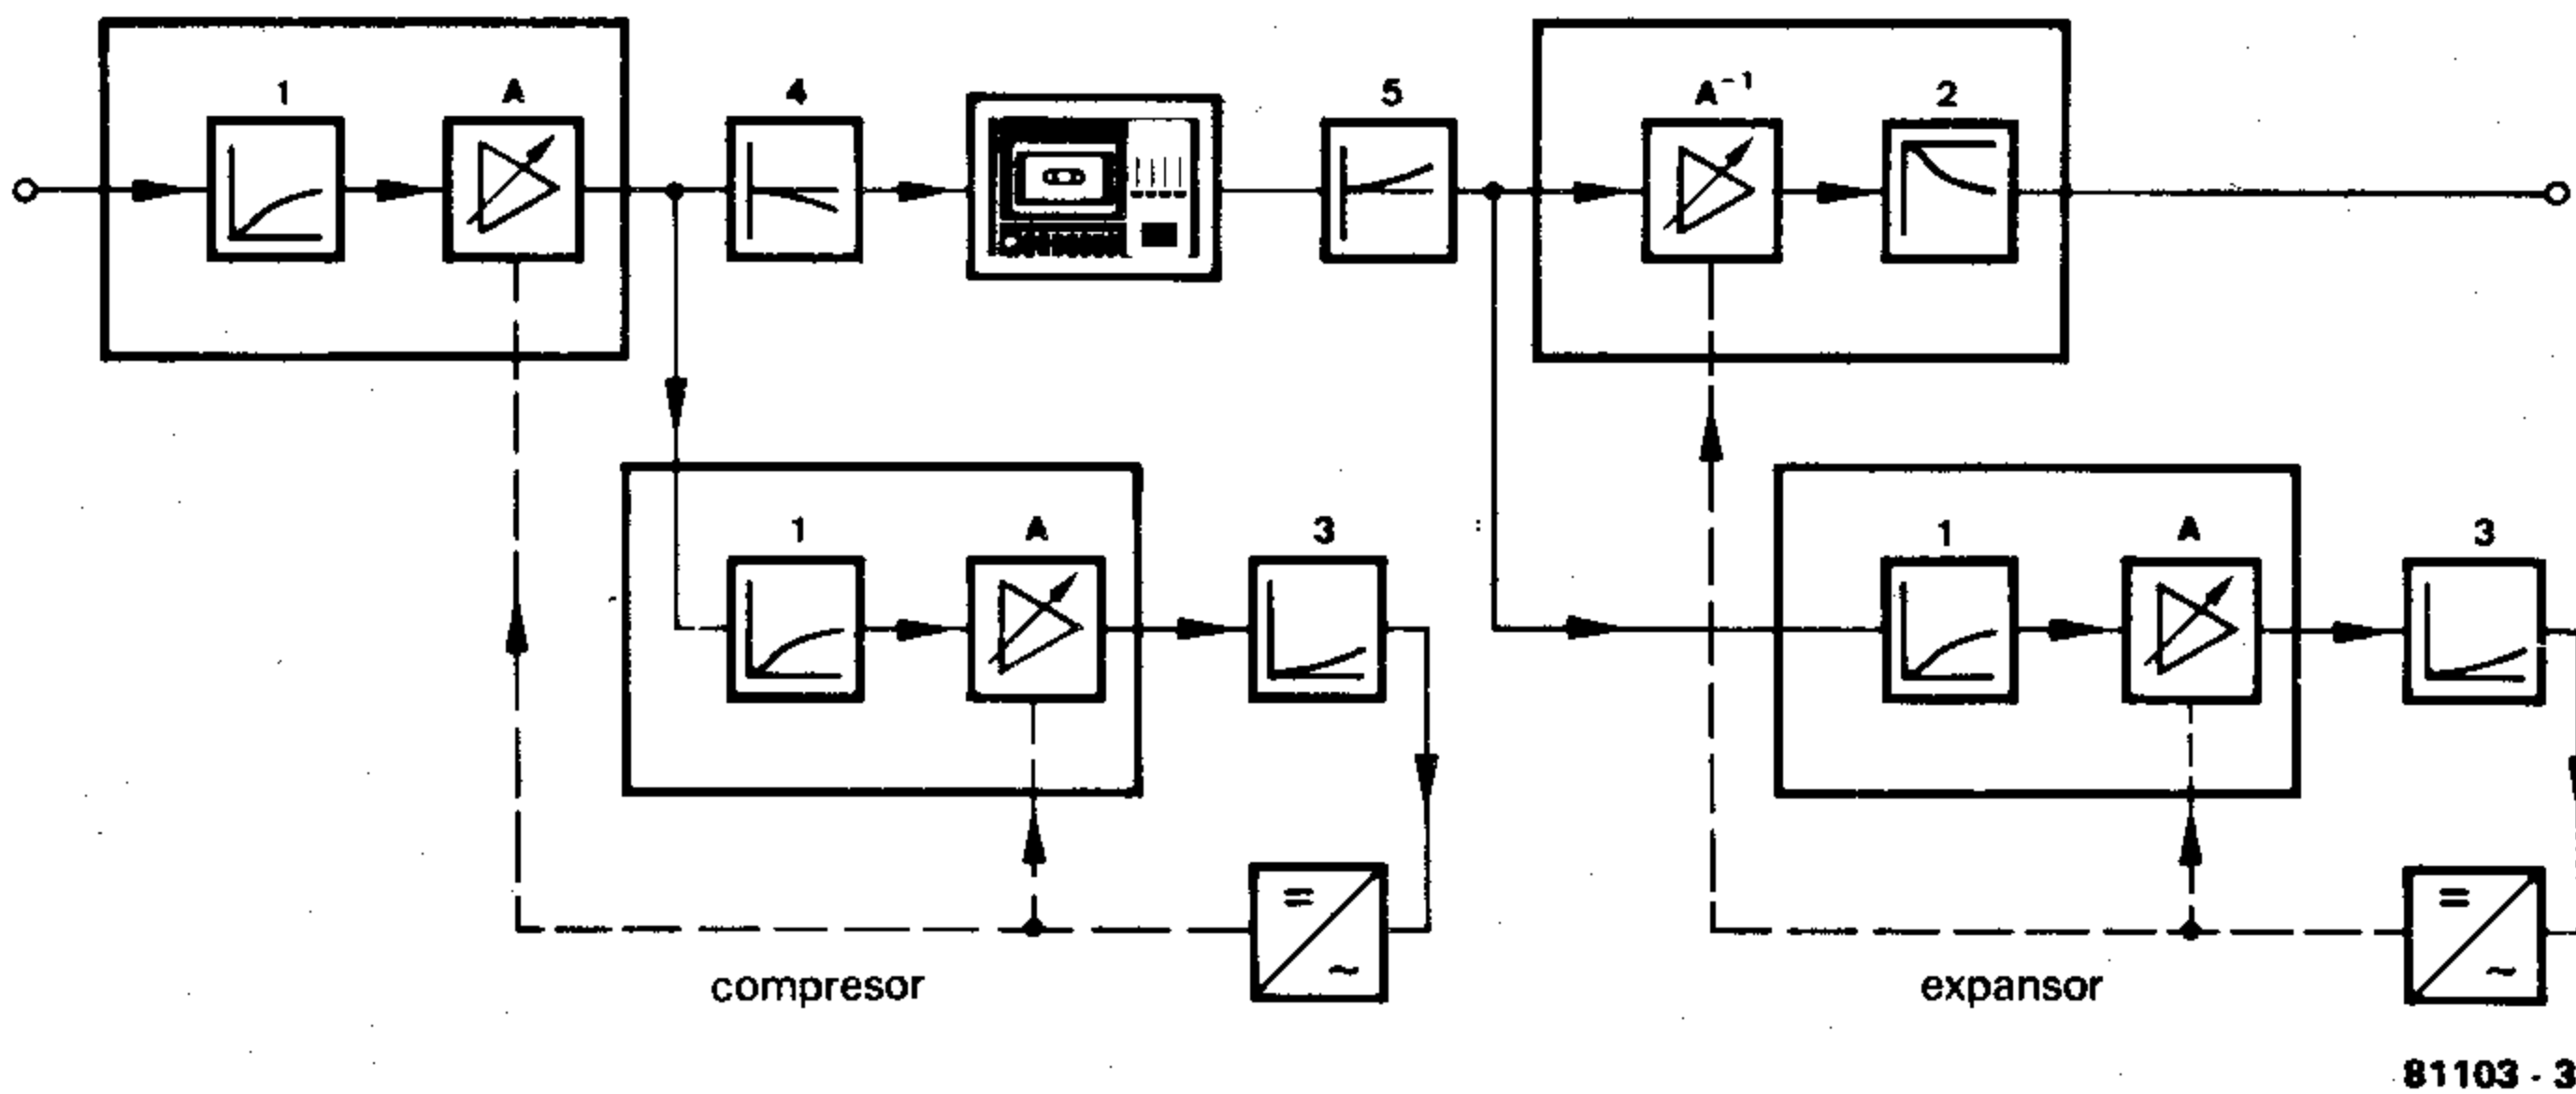 1 A 4 5 A⁻¹ 2
1 A 3 1 A 3
= ~ = ~
compresor expansor
81103 - 3